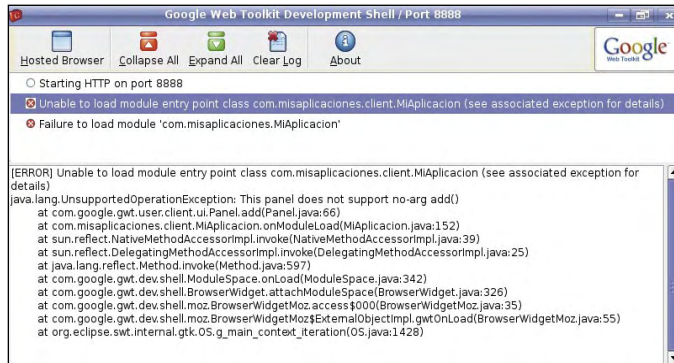 Google Web Toolkit Development Shell / Port 8888
Hosted Browser Collapse All Expand All Clear Log About
Google
Web Toolkit
Starting HTTP on port 8888
Unable to load module entry point class com.misaplicaciones.client.MiAplicacion (see associated exception for details)
Failure to load module 'com.misaplicaciones.MiAplicacion'
[ERROR] Unable to load module entry point class com.misaplicaciones.client.MiAplicacion (see associated exception for
details)
java.lang.UnsupportedOperationException: This panel does not support no-arg add()
at com.google.gwt.user.client.ui.Panel.add(Panel.java:66)
at com.misaplicaciones.client.MiAplicacion.onModuleLoad(MiAplicacion.java:152)
at sun.reflect.NativeMethodAccessorImpl.invoke(NativeMethodAccessorImpl.java:39)
at sun.reflect.DelegatingMethodAccessorImpl.invoke(DelegatingMethodAccessorImpl.java:25)
at java.lang.reflect.Method.invoke(Method.java:597)
at com.google.gwt.dev.shell.ModuleSpace.onLoad(ModuleSpace.java:342)
at com.google.gwt.dev.shell.BrowserWidget.attachModuleSpace(BrowserWidget.java:326)
at com.google.gwt.dev.shell.moz.BrowserWidgetMoz.access$000(BrowserWidgetMoz.java:35)
at com.google.gwt.dev.shell.moz.BrowserWidgetMoz$ExternalObjectImpl.gwtOnLoad(BrowserWidgetMoz.java:55)
at org.eclipse.swt.internal.gtk.OS.g_main_context_iteration(OS.java:1428)